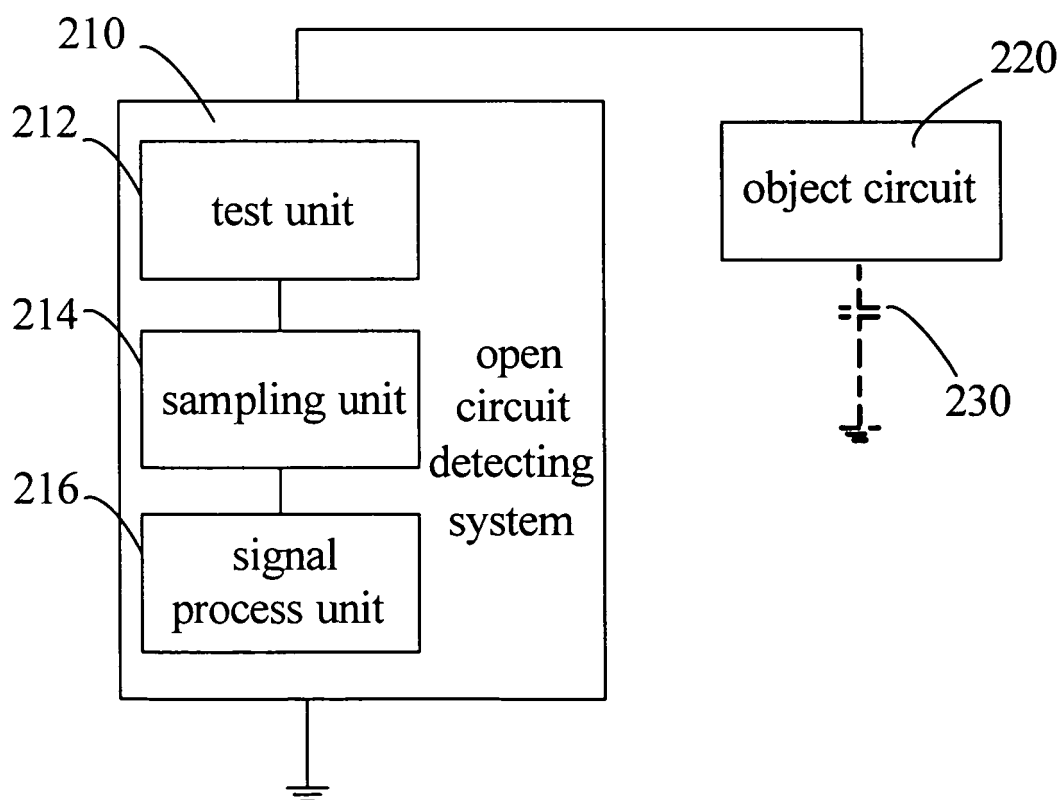 210
220
212
test unit
object circuit
214
sampling unit
open
circuit
detecting
system
230
216
signal
process unit